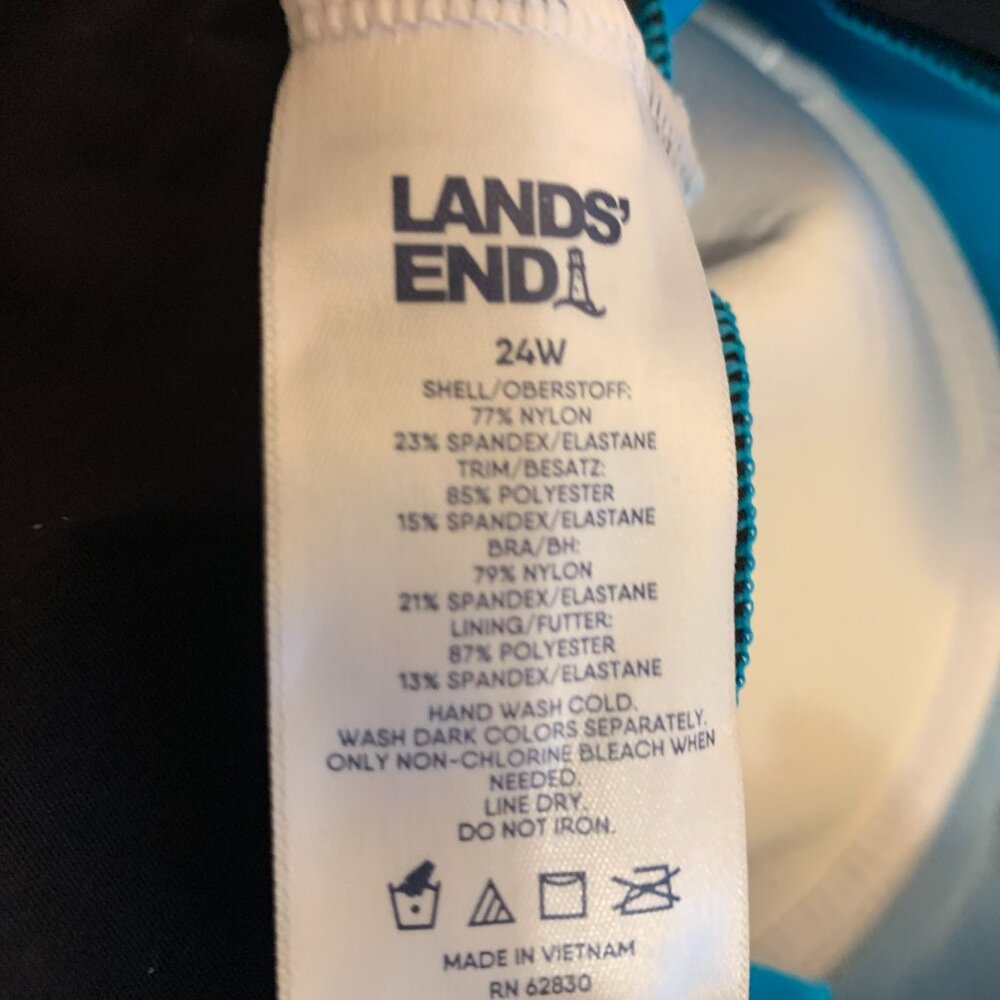 LANDS'
END
24W
SHELL/OBERSTOFF:
77% NYLON
23% SPANDEX/ELASTANE
TRIM/BESATZ:
85% POLYESTER
15% SPANDEX/ELASTANE
BRA/BH:
79% NYLON
21% SPANDEX/ELASTANE
LINING/FUTTER:
87% POLYESTER
13% SPANDEX/ELASTANE
HAND WASH COLD.
WASH DARK COLORS SEPARATELY.
ONLY NON-CHLORINE BLEACH WHEN
NEEDED.
LINE DRY.
DO NOT IRON.
MADE IN VIETNAM
RN 62830